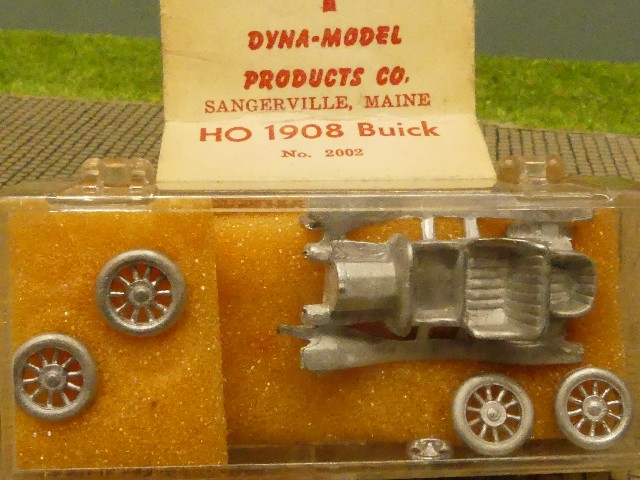 DYNA-MODEL
PRODUCTS CO.
SANGERVILLE, MAINE
HO 1908 Buick
No. 2002